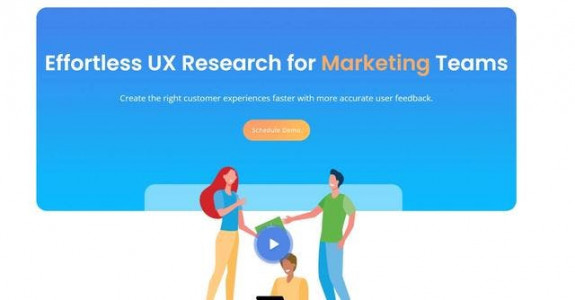 Effortless UX Research for Marketing Teams
Create the right customer experiences faster with more accurate user feedback.
Schedule Demo